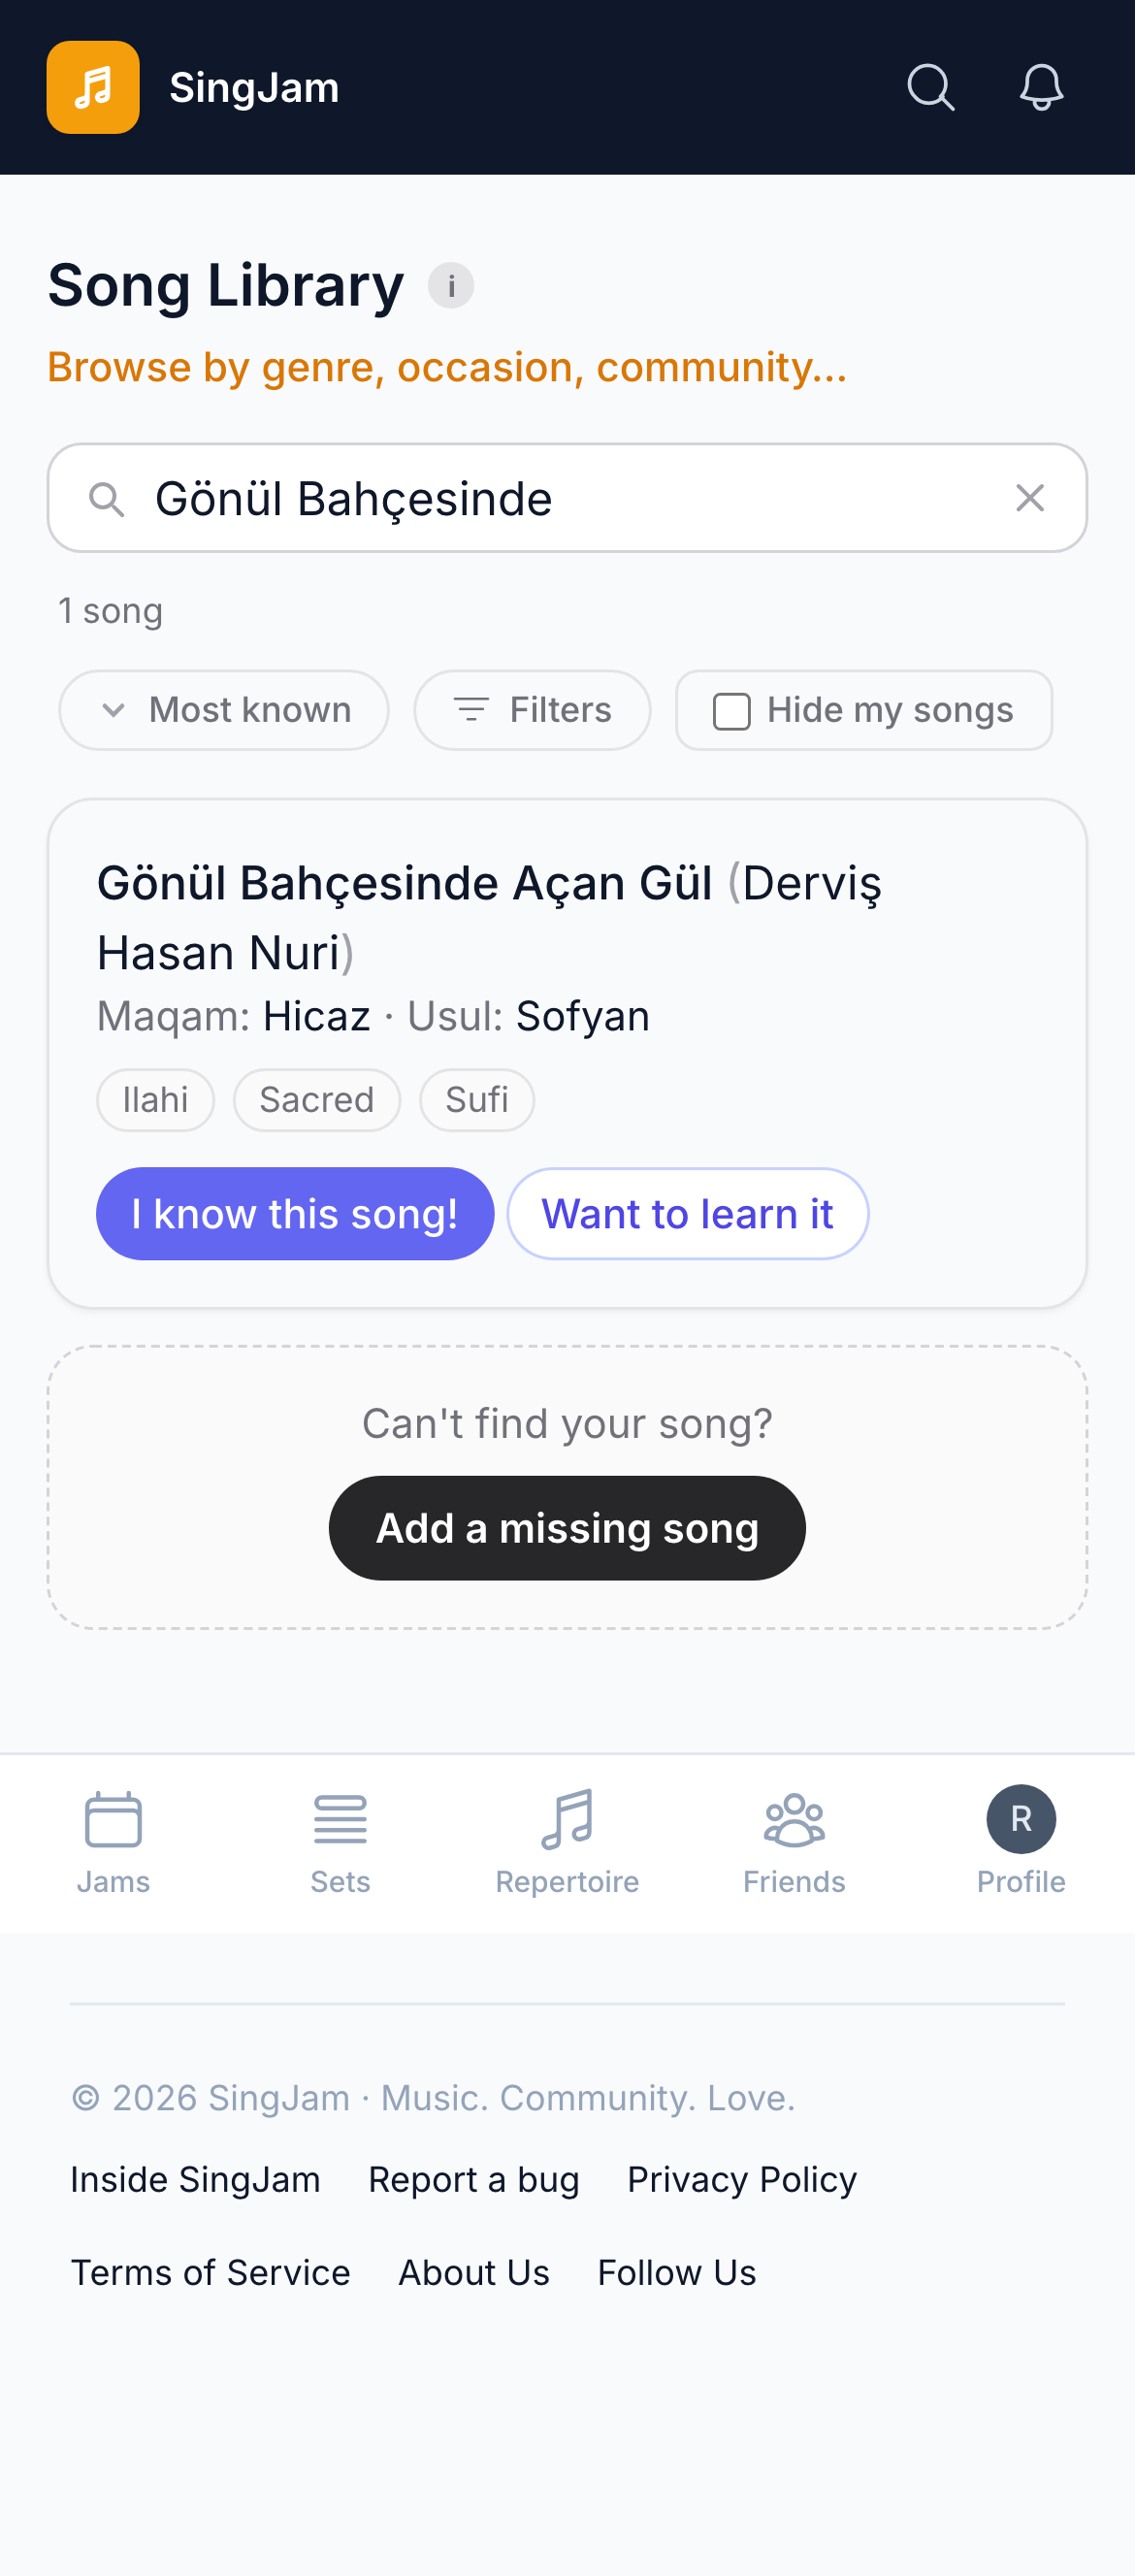 SingJam
Song Library i
Browse by genre, occasion, community...
Gönül Bahçesinde
1 song
Most known Filters Hide my songs
Gönül Bahçesinde Açan Gül (Derviş
Hasan Nuri)
Maqam: Hicaz · Usul: Sofyan
Ilahi Sacred Sufi
I know this song! Want to learn it
Can't find your song?
Add a missing song
R
Jams Sets Repertoire Friends Profile
© 2026 SingJam · Music. Community. Love.
Inside SingJam Report a bug Privacy Policy
Terms of Service About Us Follow Us